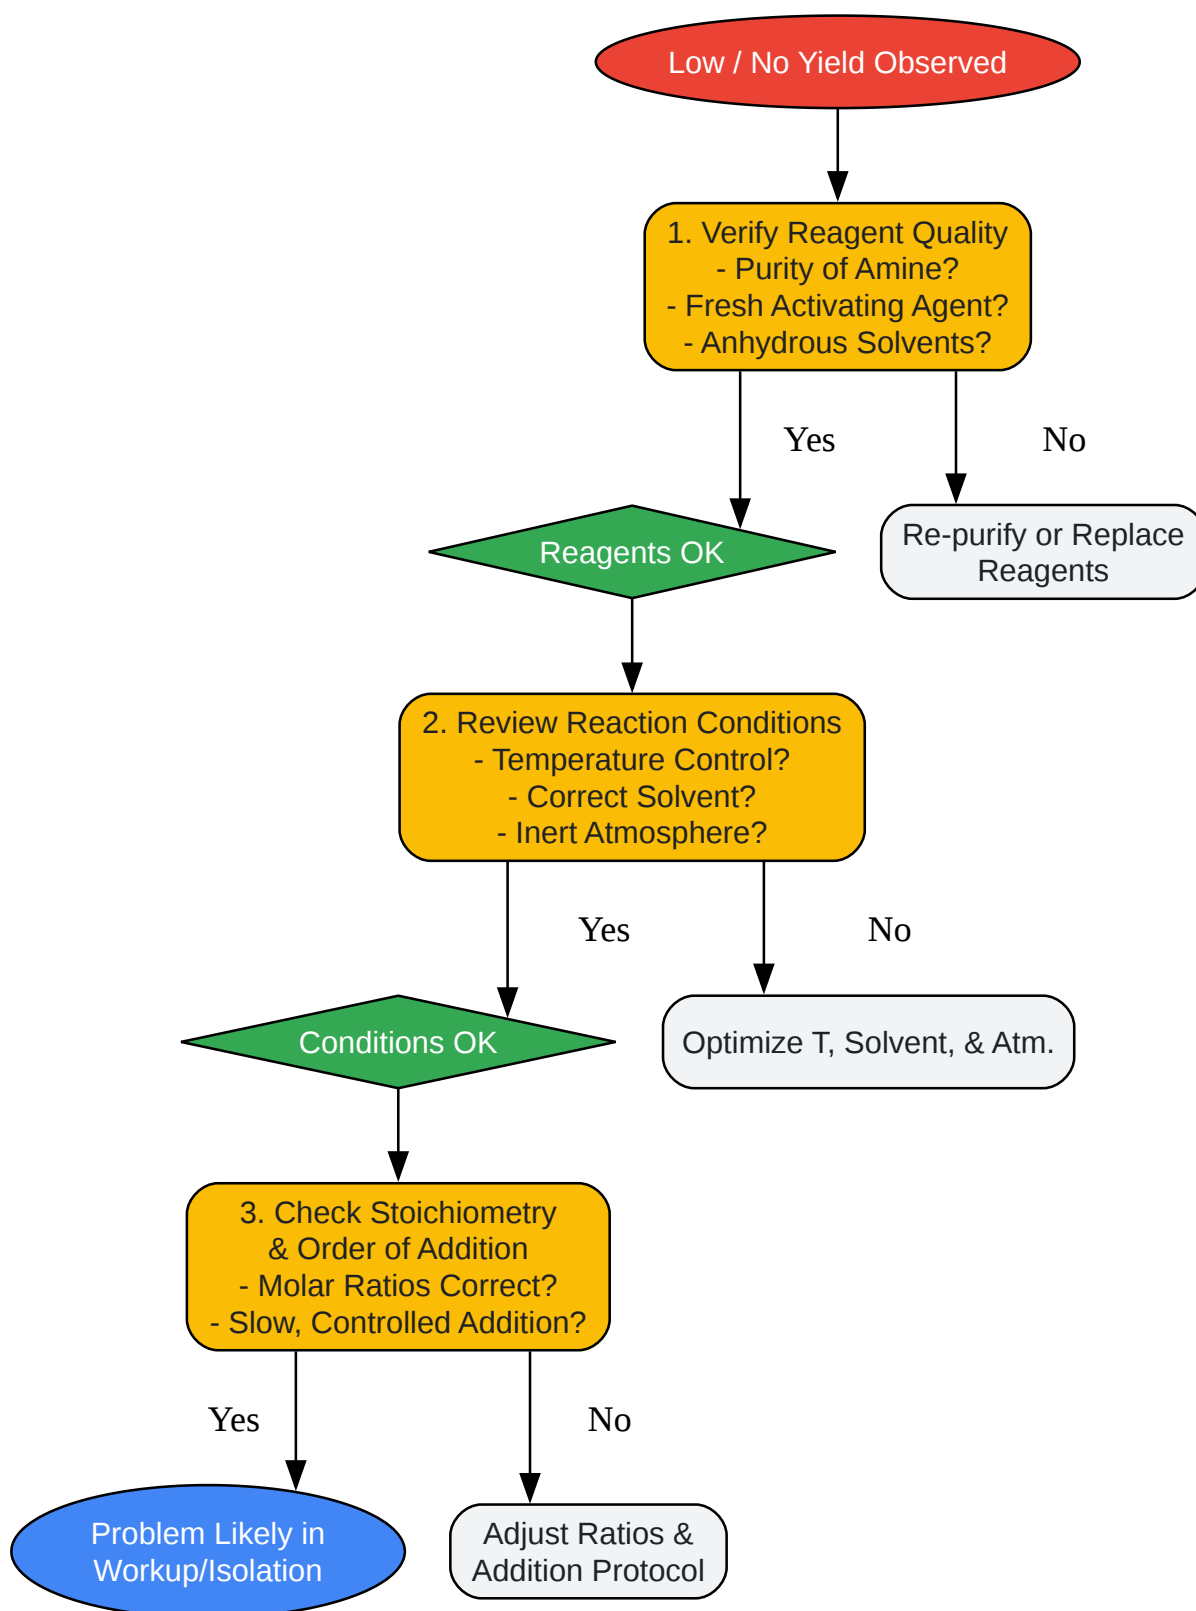 Low / No Yield Observed
1. Verify Reagent Quality
- Purity of Amine?
- Fresh Activating Agent?
- Anhydrous Solvents?
Yes
No
Reagents OK
Re-purify or Replace
Reagents
2. Review Reaction Conditions
- Temperature Control?
- Correct Solvent?
- Inert Atmosphere?
Yes
No
Conditions OK
Optimize T, Solvent, & Atm.
3. Check Stoichiometry
& Order of Addition
- Molar Ratios Correct?
- Slow, Controlled Addition?
Yes
No
Problem Likely in
Workup/Isolation
Adjust Ratios &
Addition Protocol